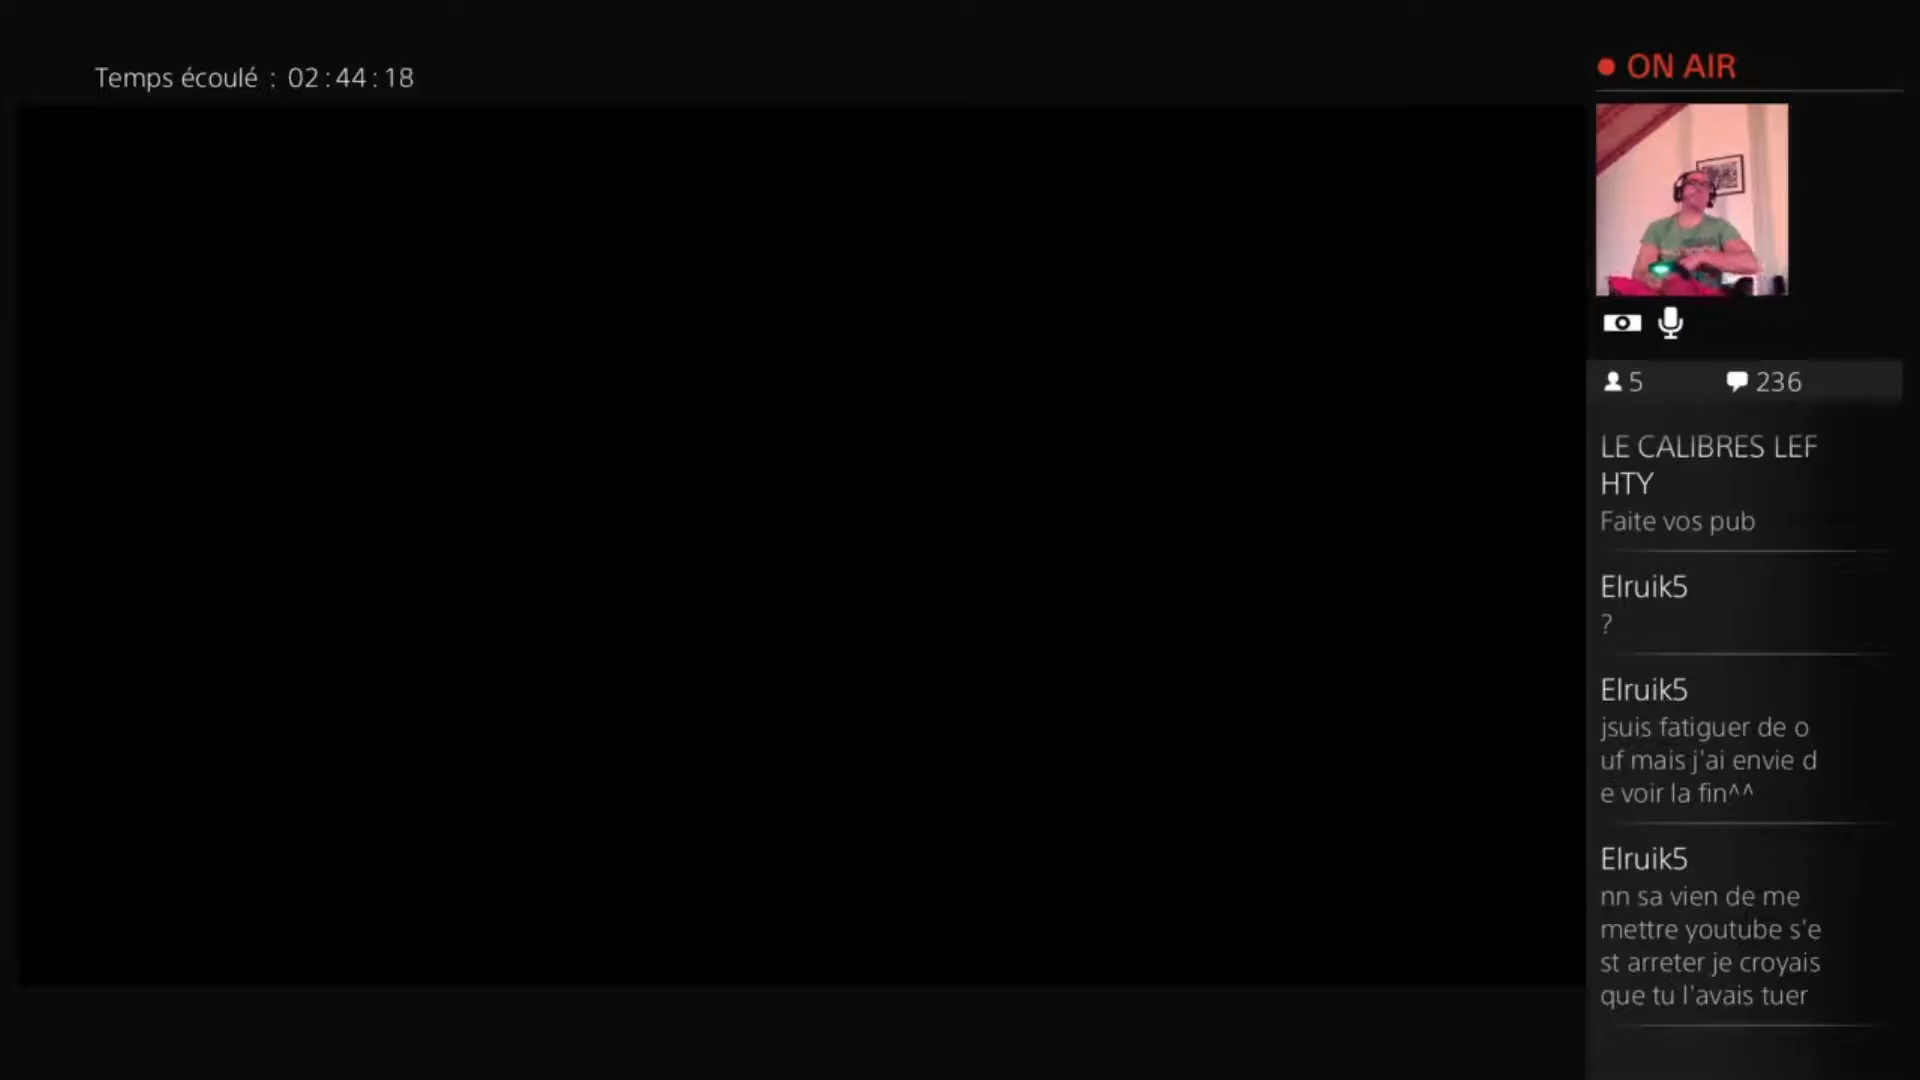 Temps écoulé : 02:44:18
ON AIR
5 236
LE CALIBRES LEF
HTY
Faite vos pub
Elruik5
?
Elruik5
jsuis fatiguer de o
uf mais j'ai envie d
e voir la fin^^
Elruik5
nn sa vien de me
mettre youtube s'e
st arreter je croyais
que tu l'avais tuer